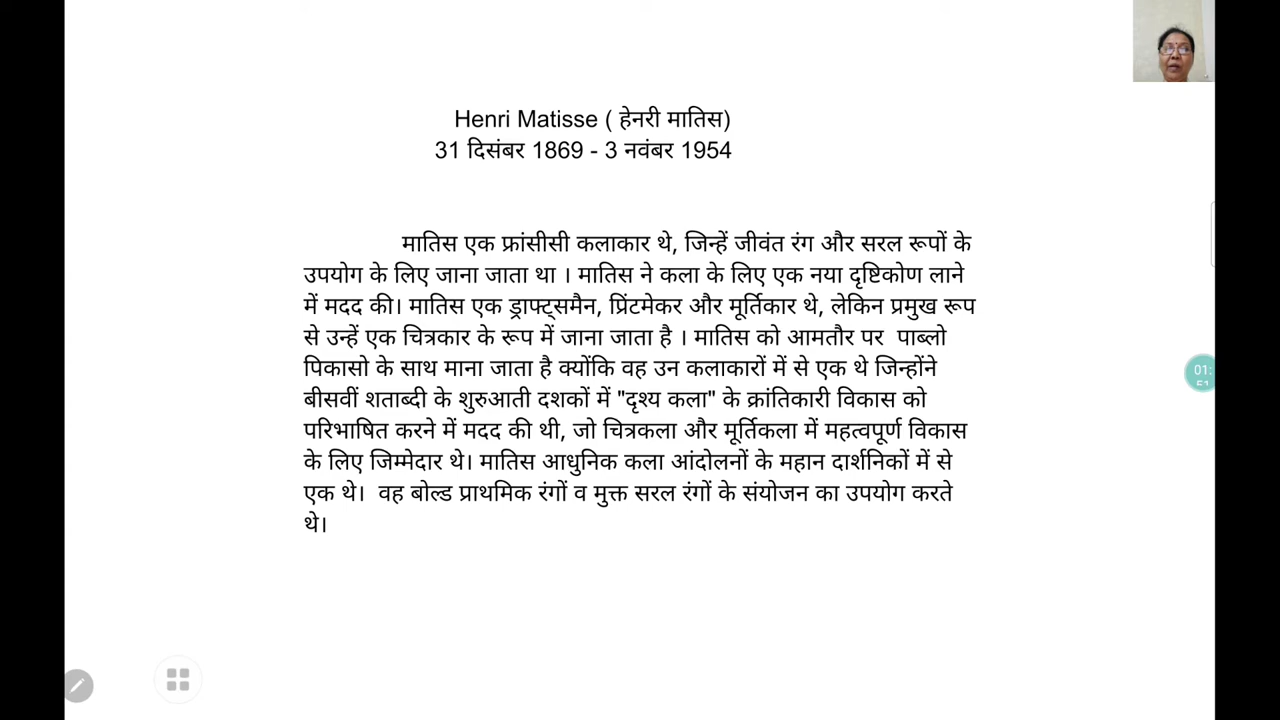 Henri Matisse ( हेनरी मातिस)
31 दिसंबर 1869 - 3 नवंबर 1954
मातिस एक फ्रांसीसी कलाकार थे, जिन्हें जीवंत रंग और सरल रूपों के
उपयोग के लिए जाना जाता था । मातिस ने कला के लिए एक नया दृष्टिकोण लाने
में मदद की। मातिस एक ड्राफ्ट्समैन, प्रिंटमेकर और मूर्तिकार थे, लेकिन प्रमुख रूप
से उन्हें एक चित्रकार के रूप में जाना जाता है । मातिस को आमतौर पर पाब्लो
पिकासो के साथ माना जाता है क्योंकि वह उन कलाकारों में से एक थे जिन्होंने
बीसवीं शताब्दी के शुरुआती दशकों में "दृश्य कला" के क्रांतिकारी विकास को
परिभाषित करने में मदद की थी, जो चित्रकला और मूर्तिकला में महत्वपूर्ण विकास
के लिए जिम्मेदार थे। मातिस आधुनिक कला आंदोलनों के महान दार्शनिकों में से
एक थे। वह बोल्ड प्राथमिक रंगों व मुक्त सरल रंगों के संयोजन का उपयोग करते
थे।
01: